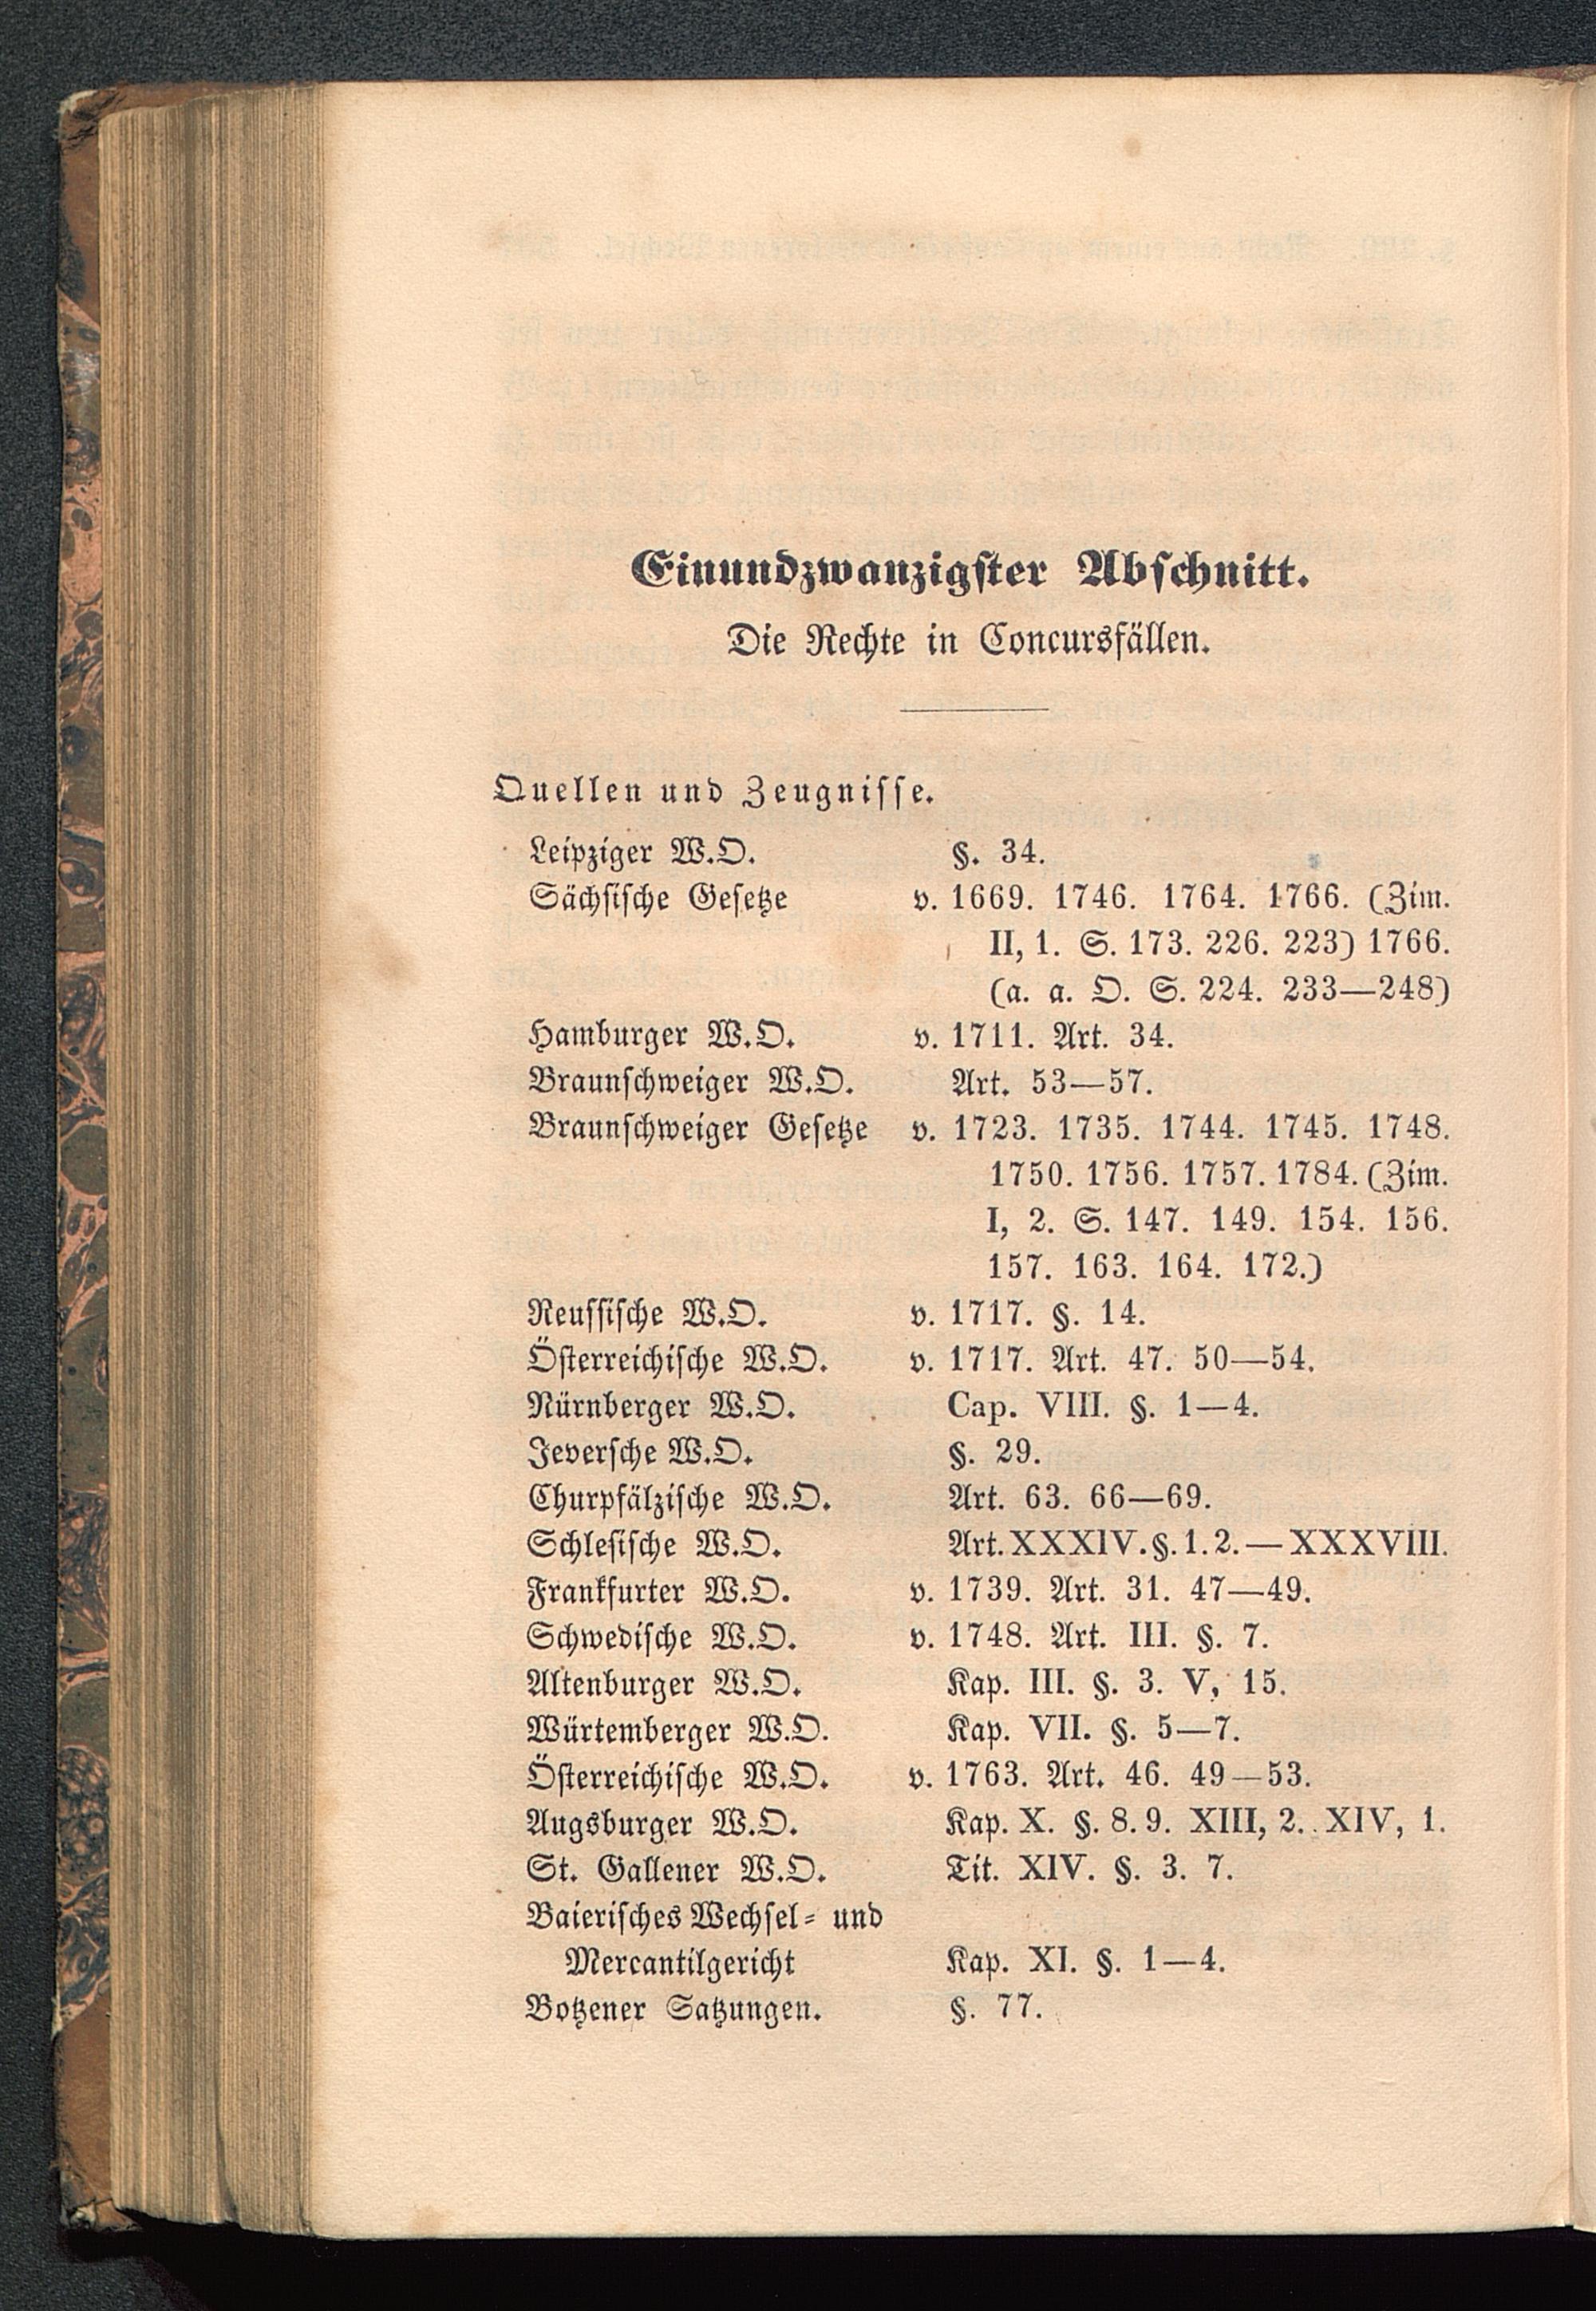 Einundzwanzigster Abschnitt.
Die Rechte in Concursfällen.
Quellen und Zeugnisse.
Leipziger W.O. §. 34.
Sächsische Gesetze v. 1669. 1746. 1764. 1766. (Zim.
II, 1. S. 173. 226. 223) 1766.
(a. a. O. S. 224. 233—248)
Hamburger W.O. v. 1711. Art. 34.
Braunschweiger W.O. Art. 53—57.
Braunschweiger Gesetze v. 1723. 1735. 1744. 1745. 1748.
1750. 1756. 1757. 1784. (Zim.
I, 2. S. 147. 149. 154. 156.
157. 163. 164. 172.)
Reussische W.O. v. 1717. §. 14.
Österreichische W.O. v. 1717. Art. 47. 50—54.
Nürnberger W.O. Cap. VIII. §. 1—4.
Jeversche W.O. §. 29.
Churpfälzische W.O. Art. 63. 66—69.
Schlesische W.O. Art. XXXIV. §. 1. 2. — XXXVIII.
Frankfurter W.O. v. 1739. Art. 31. 47—49.
Schwedische W.O. v. 1748. Art. III. §. 7.
Altenburger W.O. Kap. III. §. 3. V, 15.
Würtemberger W.O. Kap. VII. §. 5—7.
Österreichische W.O. v. 1763. Art. 46. 49—53.
Augsburger W.O. Kap. X. §. 8. 9. XIII, 2. XIV, 1.
St. Gallener W.O. Tit. XIV. §. 3. 7.
Baierisches Wechsel- und
Mercantilgericht Kap. XI. §. 1—4.
Botzener Satzungen. §. 77.